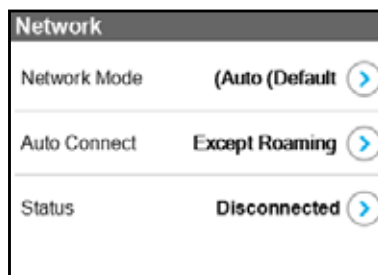 Network
Network Mode (Auto (Default
Auto Connect Except Roaming
Status Disconnected